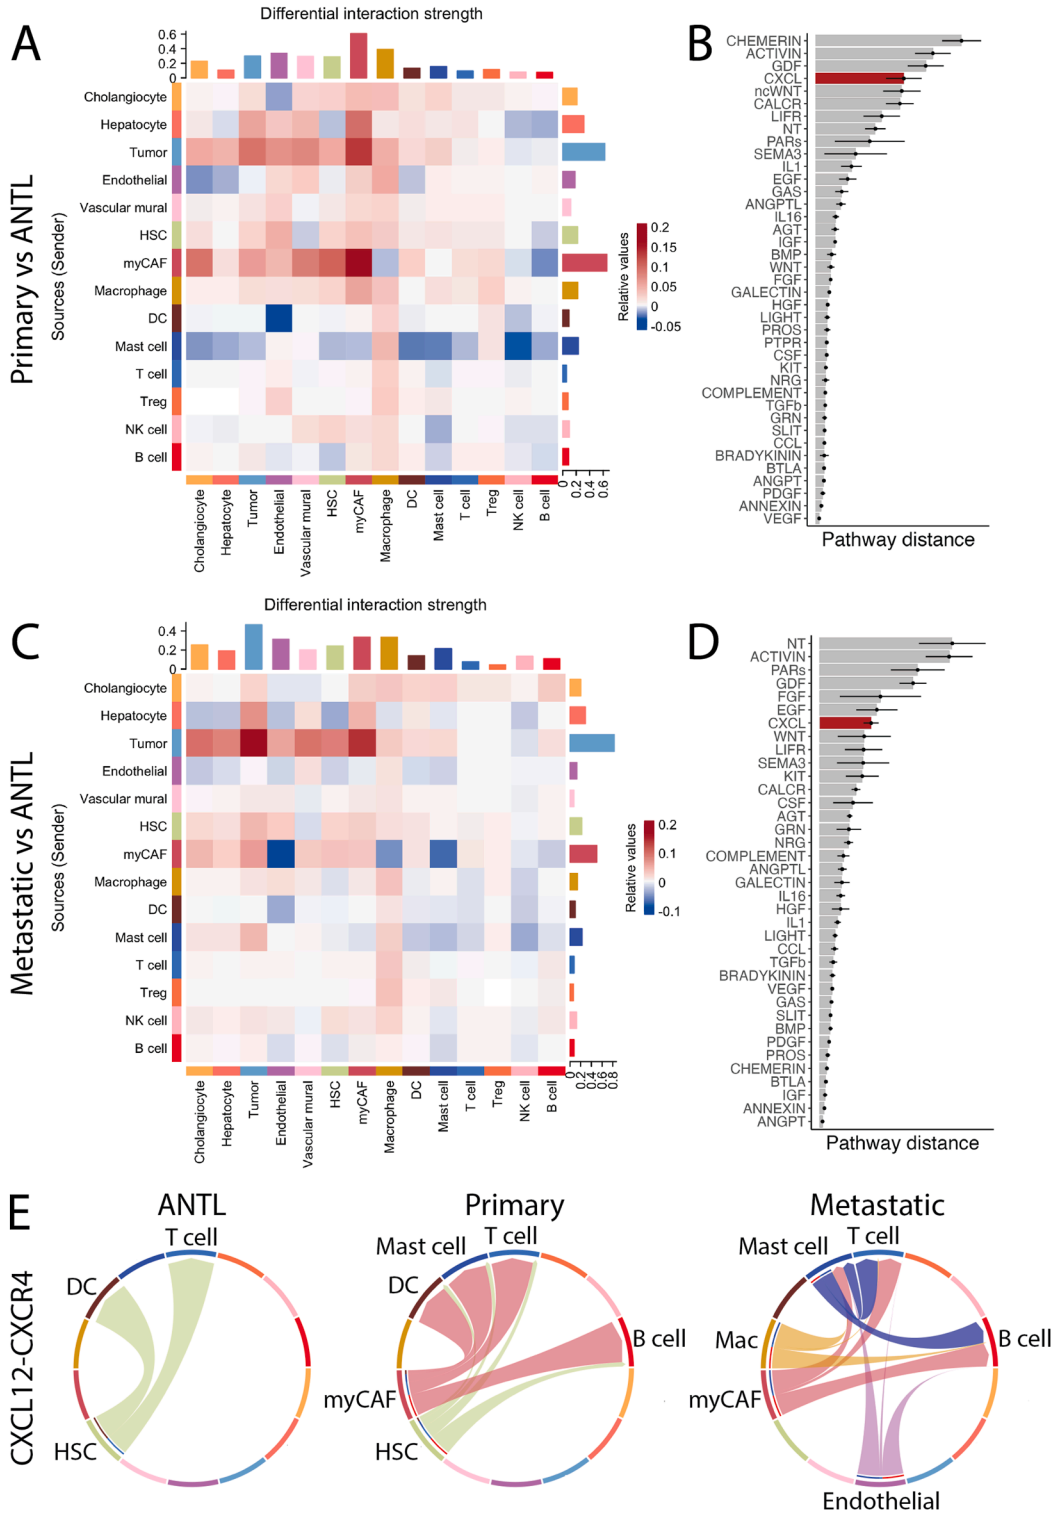 A
Differential interaction strength
0.6
0.4
0.2
0
Primary vs ANTL
Sources (Sender)
Cholangiocyte
Hepatocyte
Tumor
Endothelial
Vascular mural
HSC
myCAF
Macrophage
DC
Mast cell
T cell
Treg
NK cell
B cell
0
0.2
0.4
0.6
Cholangiocyte
Hepatocyte
Tumor
Endothelial
Vascular mural
HSC
myCAF
Macrophage
DC
Mast cell
T cell
Treg
NK cell
B cell
Relative values
0.2
0.15
0.1
0.05
0
-0.05
B
CHEMERIN
ACTIVIN
GDF
CXCL
ncWNT
CALCR
LIFR
NT
PARs
SEMA3
IL1
EGF
GAS
ANGPTL
IL16
AGT
IGF
BMP
WNT
FGF
GALECTIN
HGF
LIGHT
PROS
PTPR
CSF
KIT
NRG
COMPLEMENT
TGFb
GRN
SLIT
CCL
BRADYKININ
BTLA
ANGPT
PDGF
ANNEXIN
VEGF
Pathway distance
C
Differential interaction strength
0.4
0.2
0
Metastatic vs ANTL
Sources (Sender)
Cholangiocyte
Hepatocyte
Tumor
Endothelial
Vascular mural
HSC
myCAF
Macrophage
DC
Mast cell
T cell
Treg
NK cell
B cell
0
0.2
0.4
0.6
0.8
Cholangiocyte
Hepatocyte
Tumor
Endothelial
Vascular mural
HSC
myCAF
Macrophage
DC
Mast cell
T cell
Treg
NK cell
B cell
Relative values
0.2
0.1
0
-0.1
D
NT
ACTIVIN
PARs
GDF
FGF
EGF
CXCL
WNT
LIFR
SEMA3
KIT
CALCR
CSF
AGT
GRN
NRG
COMPLEMENT
ANGPTL
GALECTIN
IL16
HGF
IL1
LIGHT
CCL
TGFb
BRADYKININ
VEGF
GAS
SLIT
BMP
PDGF
PROS
CHEMERIN
BTLA
IGF
ANNEXIN
ANGPT
Pathway distance
E
CXCL12-CXCR4
ANTL
T cell
DC
HSC
Primary
T cell
Mast cell
DC
B cell
myCAF
HSC
Metastatic
T cell
Mast cell
Mac
B cell
myCAF
Endothelial